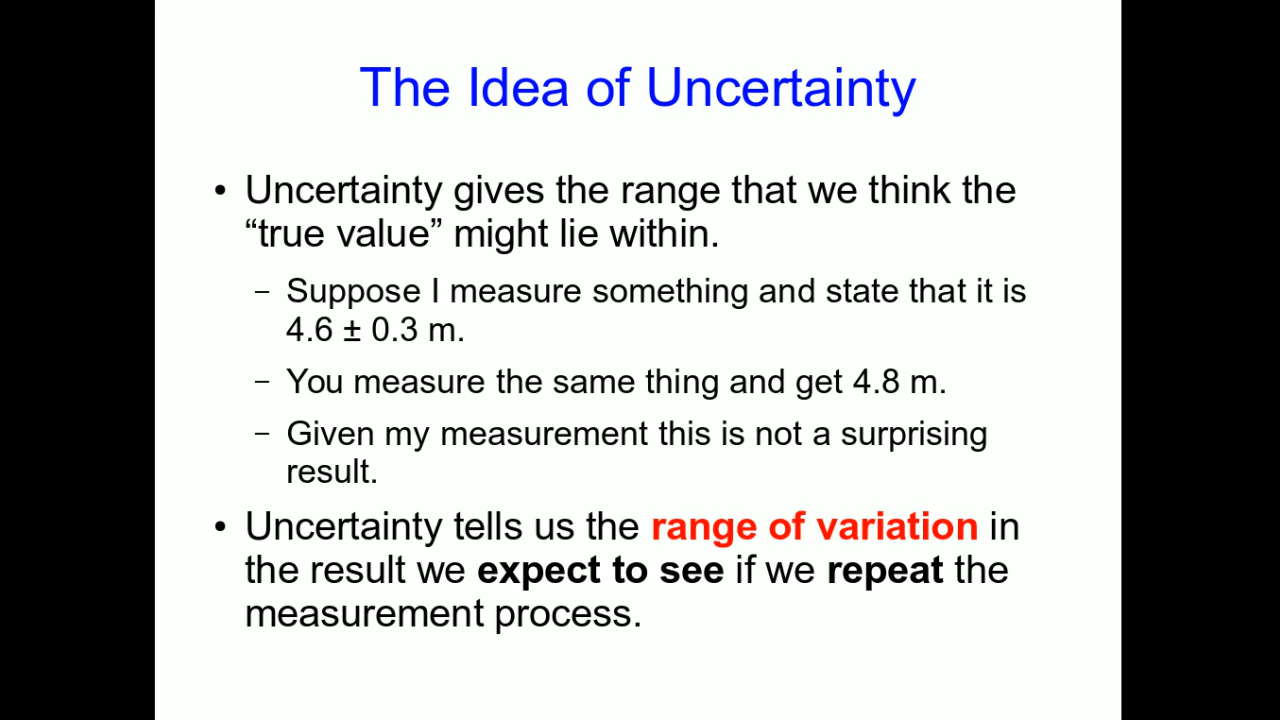 The Idea of Uncertainty
• Uncertainty gives the range that we think the
“true value” might lie within.
– Suppose I measure something and state that it is
4.6 ± 0.3 m.
– You measure the same thing and get 4.8 m.
– Given my measurement this is not a surprising
result.
• Uncertainty tells us the range of variation in
the result we expect to see if we repeat the
measurement process.